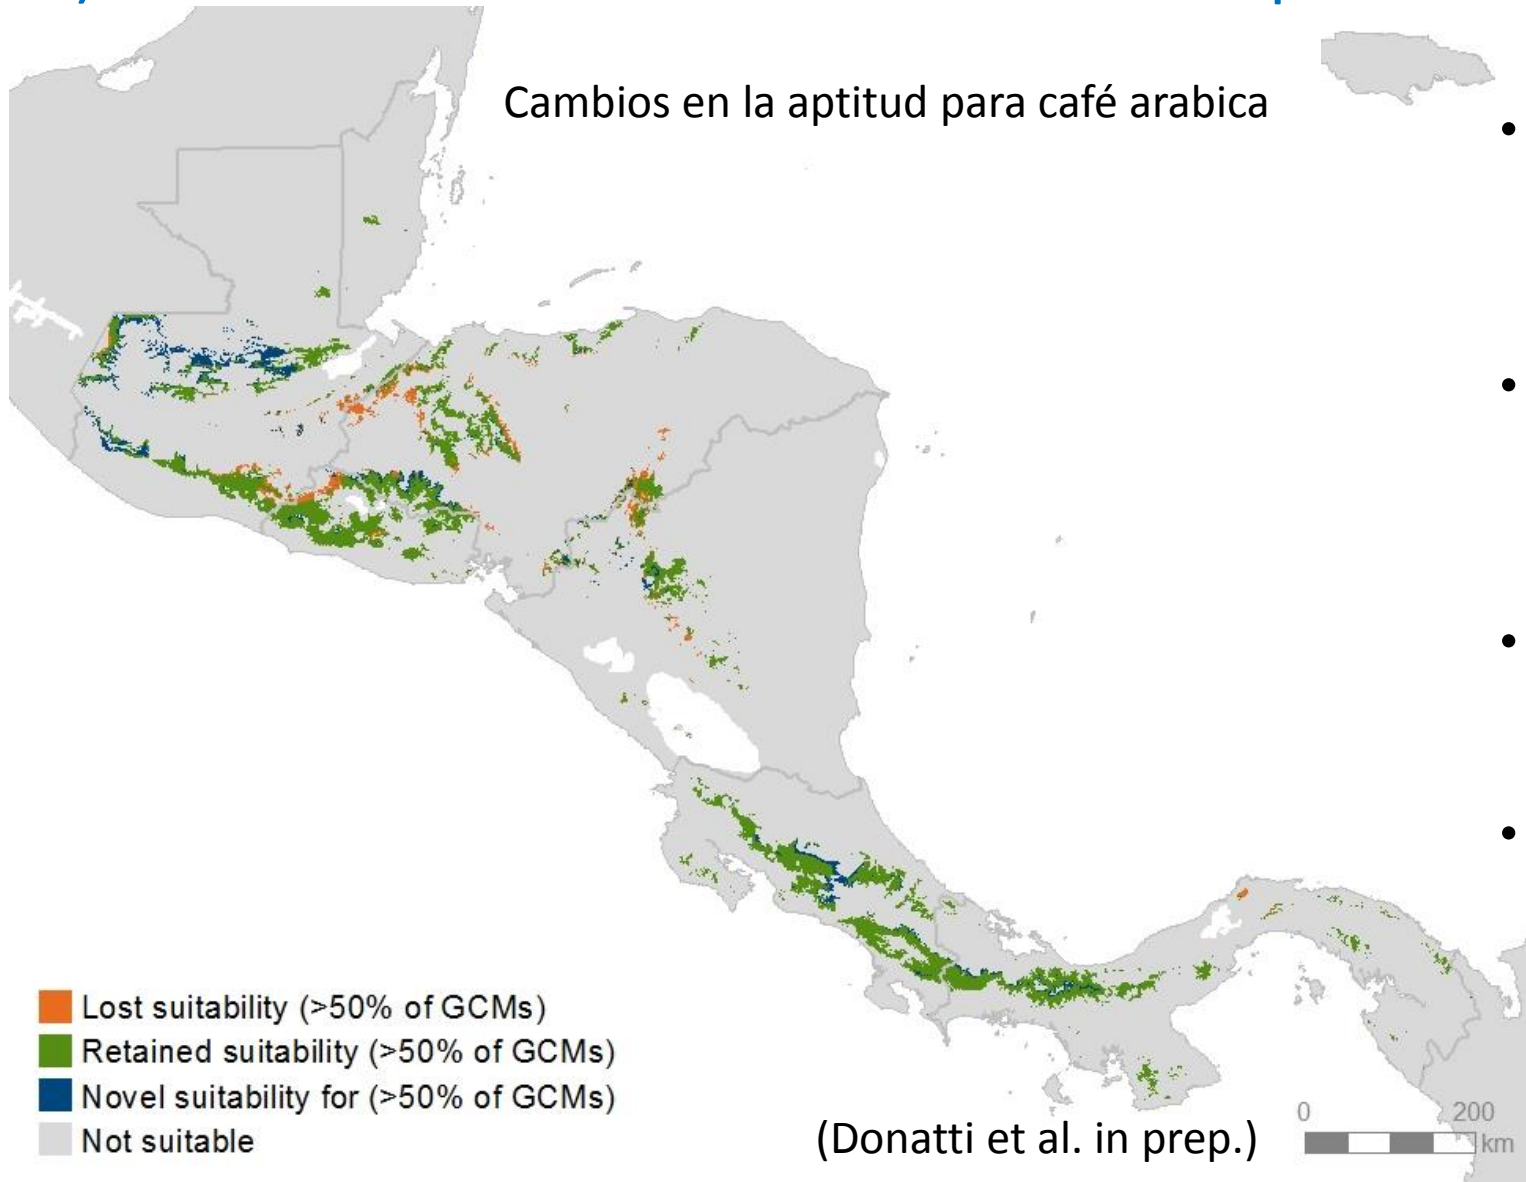 Cambios en la aptitud para café arabica
•
•
•
•
Lost suitability (>50% of GCMs)
Retained suitability (>50% of GCMs)
Novel suitability for (>50% of GCMs)
Not suitable
(Donatti et al. in prep.)
0 200
km